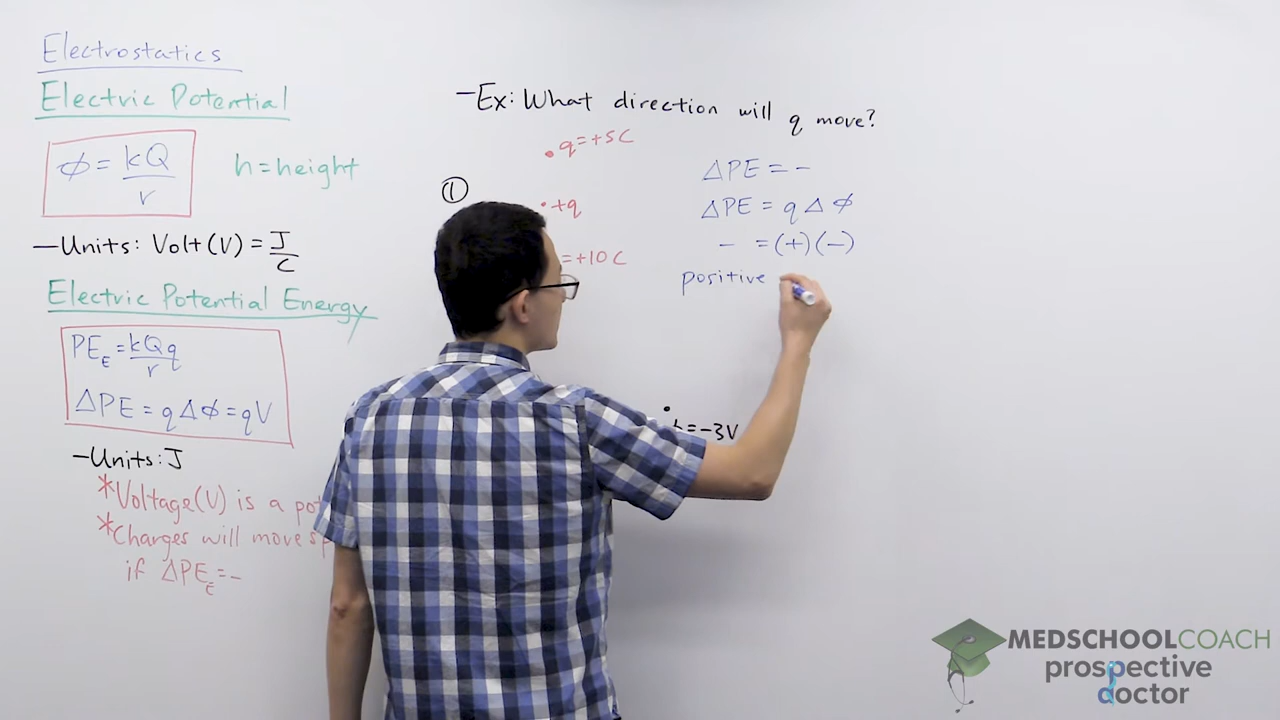 Electrostatics
Electric Potential
ϕ = kQ/r
h = height
—Units: Volt (V) = J/C
Electric Potential Energy
PE_E = kQq/r
ΔPE = qΔϕ = qV
—Units: J
*Voltage (V) is a
*Charges will move
if ΔPE_E = -
—Ex: What direction will q move?
q = +5C
①
+q
= +10C
ΔPE = -
ΔPE = qΔϕ
- = (+)(-)
positive
= -3V
MEDSCHOOLCOACH
prospective
doctor